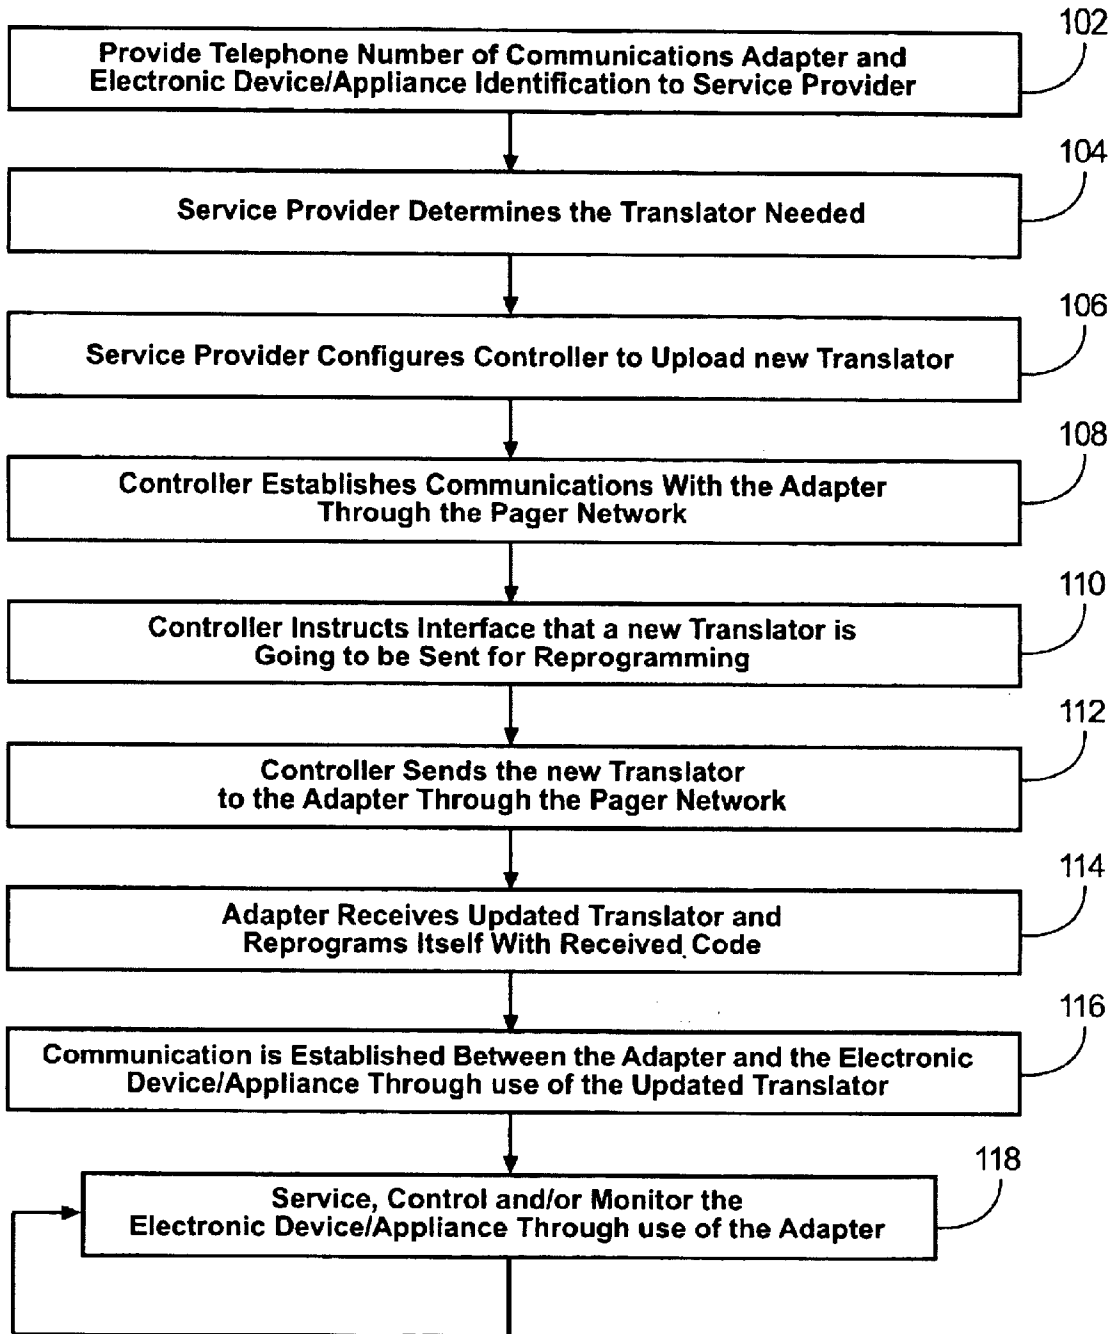 102
Provide Telephone Number of Communications Adapter and
Electronic Device/Appliance Identification to Service Provider
104
Service Provider Determines the Translator Needed
106
Service Provider Configures Controller to Upload new Translator
108
Controller Establishes Communications With the Adapter
Through the Pager Network
110
Controller Instructs Interface that a new Translator is
Going to be Sent for Reprogramming
112
Controller Sends the new Translator
to the Adapter Through the Pager Network
114
Adapter Receives Updated Translator and
Reprograms Itself With Received Code
116
Communication is Established Between the Adapter and the Electronic
Device/Appliance Through use of the Updated Translator
118
Service, Control and/or Monitor the
Electronic Device/Appliance Through use of the Adapter